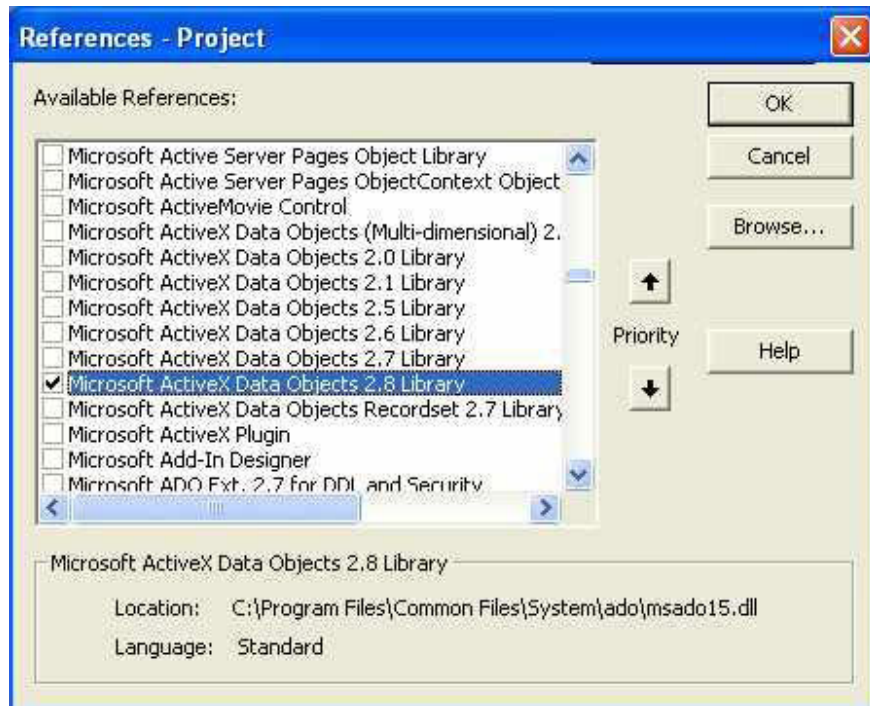 References - Project
Available References:
OK
Cancel
Browse...
Priority
Help
Microsoft Active Server Pages Object Library
Microsoft Active Server Pages ObjectContext Object
Microsoft ActiveMovie Control
Microsoft ActiveX Data Objects (Multi-dimensional) 2.
Microsoft ActiveX Data Objects 2.0 Library
Microsoft ActiveX Data Objects 2.1 Library
Microsoft ActiveX Data Objects 2.5 Library
Microsoft ActiveX Data Objects 2.6 Library
Microsoft ActiveX Data Objects 2.7 Library
Microsoft ActiveX Data Objects 2.8 Library
Microsoft ActiveX Data Objects Recordset 2.7 Library
Microsoft ActiveX Plugin
Microsoft Add-In Designer
Microsoft ADO Ext. 2.7 for DDL and Security
Microsoft ActiveX Data Objects 2.8 Library
Location: C:\Program Files\Common Files\System\ado\msado15.dll
Language: Standard